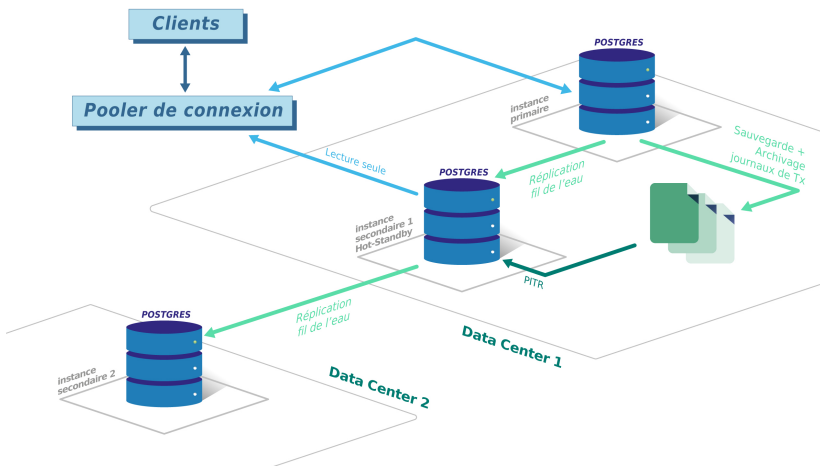 Clients
Pooler de connexion
POSTGRES
instance
primaire
Sauvegarde +
Archivage
journaux de Tx
Lecture seule
POSTGRES
Réplication
fil de l'eau
instance
secondaire 1
Hot-Standby
PITR
Réplication
fil de l'eau
Data Center 1
POSTGRES
instance
secondaire 2
Data Center 2